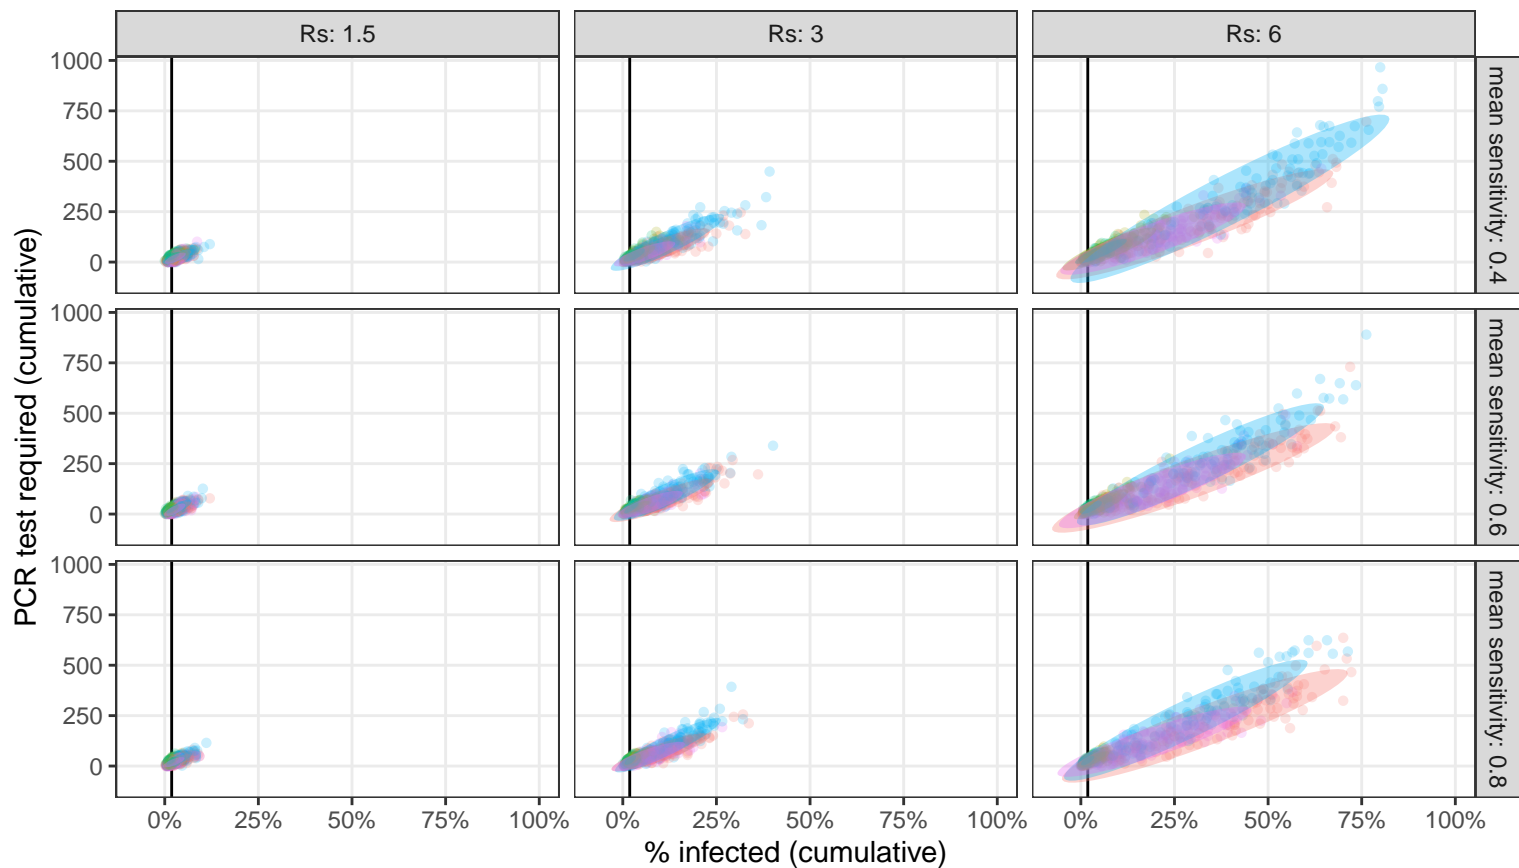 Rs: 1.5
Rs: 3
Rs: 6
PCR test required (cumulative)
1000
750
500
250
0
mean sensitivity: 0.4
1000
750
500
250
0
mean sensitivity: 0.6
1000
750
500
250
0
mean sensitivity: 0.8
0% 25% 50% 75% 100%
0% 25% 50% 75% 100%
0% 25% 50% 75% 100%
% infected (cumulative)